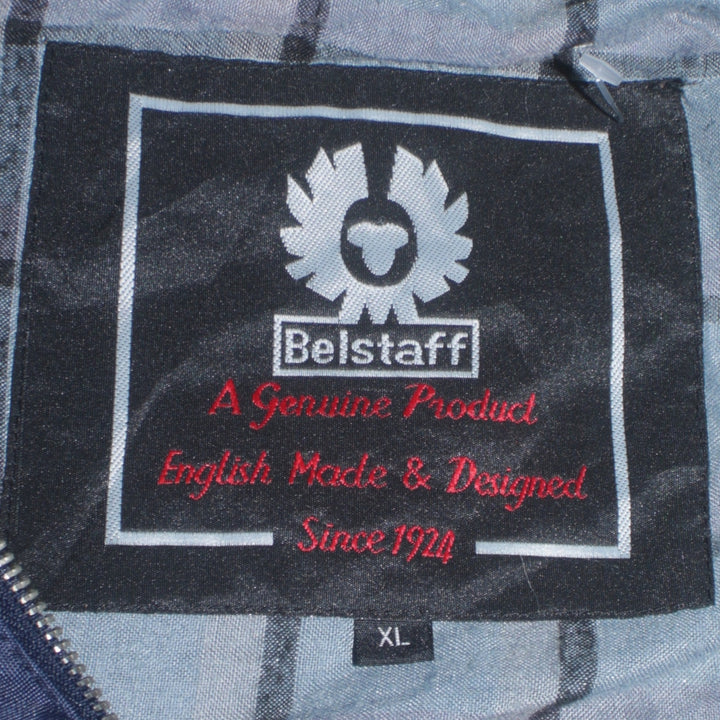 Belstaff
A Genuine Product
English Made & Designed
Since 1924
XL